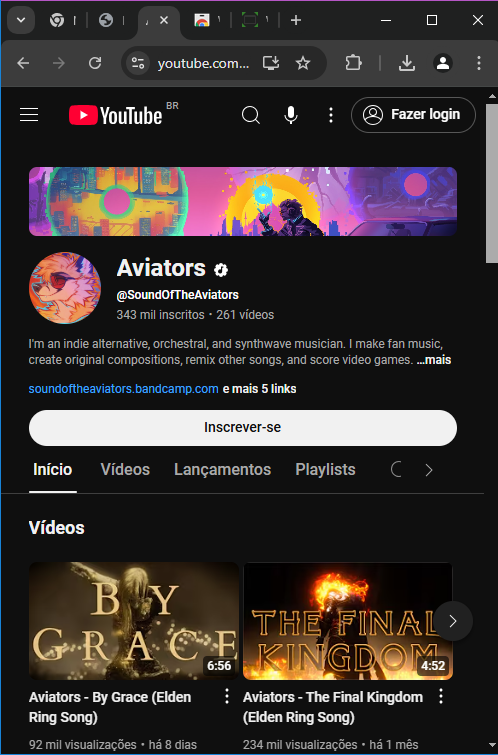 youtube.com...
YouTube BR
Fazer login
Aviators
@SoundOfTheAviators
343 mil inscritos • 261 vídeos
I'm an indie alternative, orchestral, and synthwave musician. I make fan music,
create original compositions, remix other songs, and score video games. ...mais
soundoftheaviators.bandcamp.com e mais 5 links
Inscrever-se
Início Vídeos Lançamentos Playlists
Vídeos
BY
GRACE
6:56
THE FINAL
KINGDOM
4:52
Aviators - By Grace (Elden
Ring Song)
92 mil visualizações • há 8 dias
Aviators - The Final Kingdom
(Elden Ring Song)
234 mil visualizações • há 1 mês